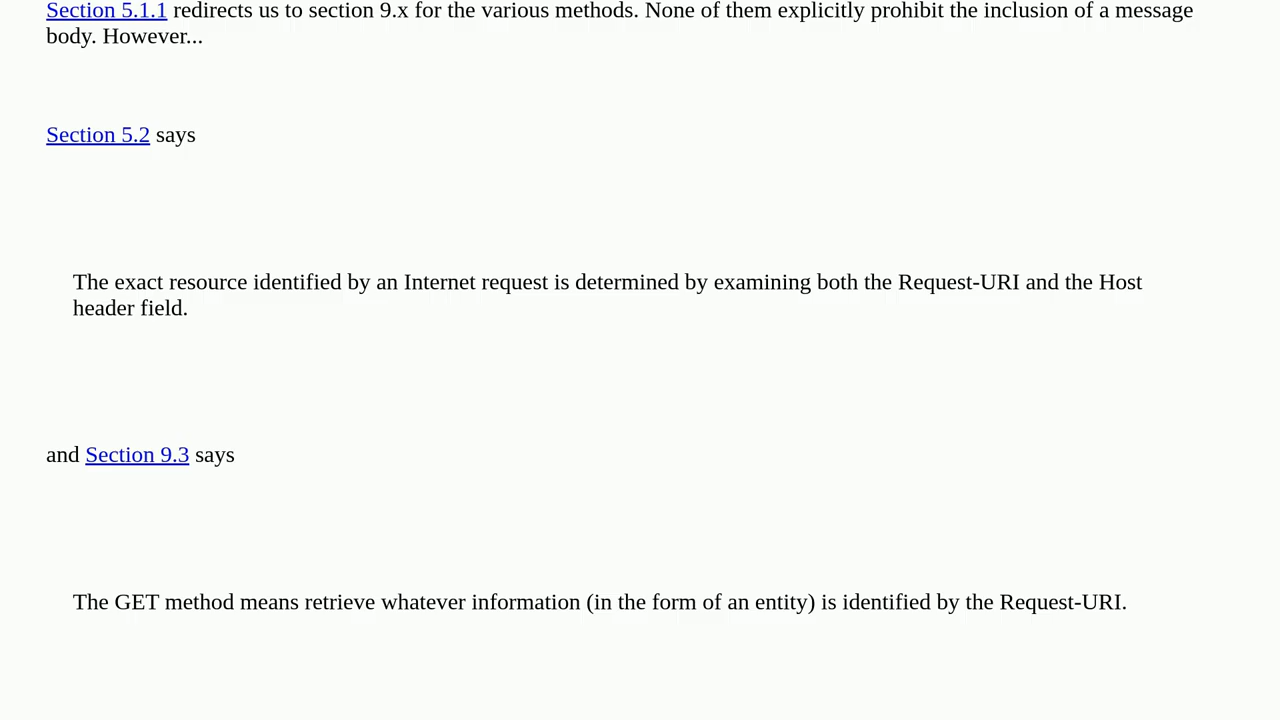 Section 5.1.1 redirects us to section 9.x for the various methods. None of them explicitly prohibit the inclusion of a message
body. However...
Section 5.2 says
The exact resource identified by an Internet request is determined by examining both the Request-URI and the Host
header field.
and Section 9.3 says
The GET method means retrieve whatever information (in the form of an entity) is identified by the Request-URI.